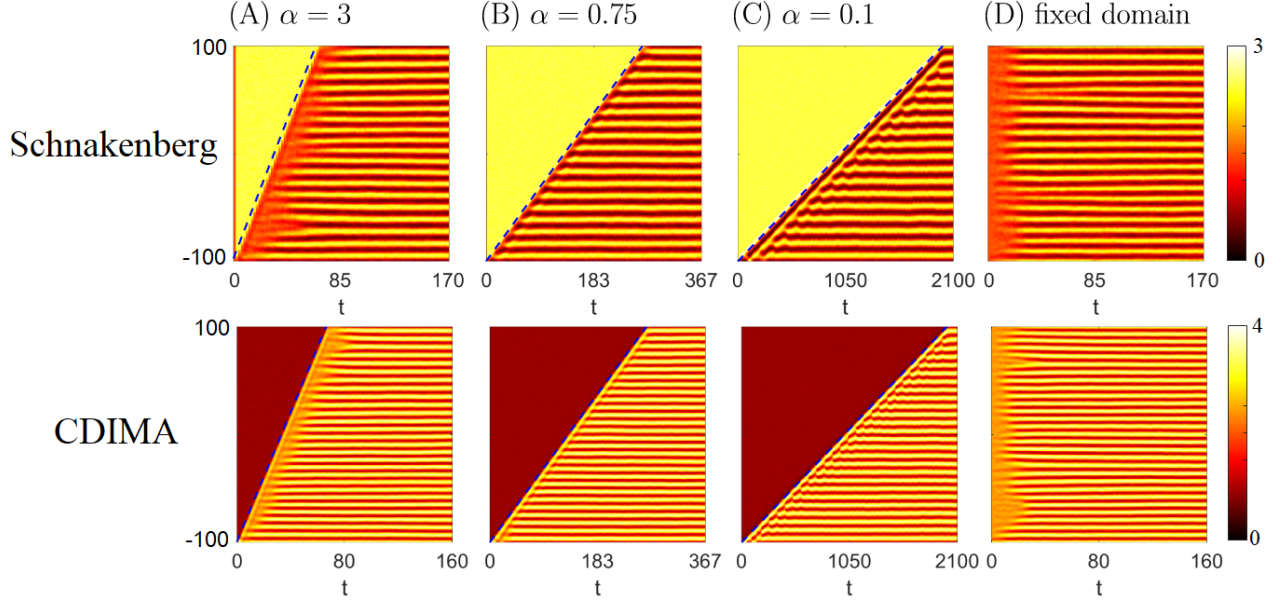 (A) α = 3
(B) α = 0.75
(C) α = 0.1
(D) fixed domain
Schnakenberg
100
-100
0 85 170
t
0 183 367
t
0 1050 2100
t
0 85 170
t
3
0
CDIMA
100
-100
0 80 160
t
0 183 367
t
0 1050 2100
t
0 80 160
t
4
0